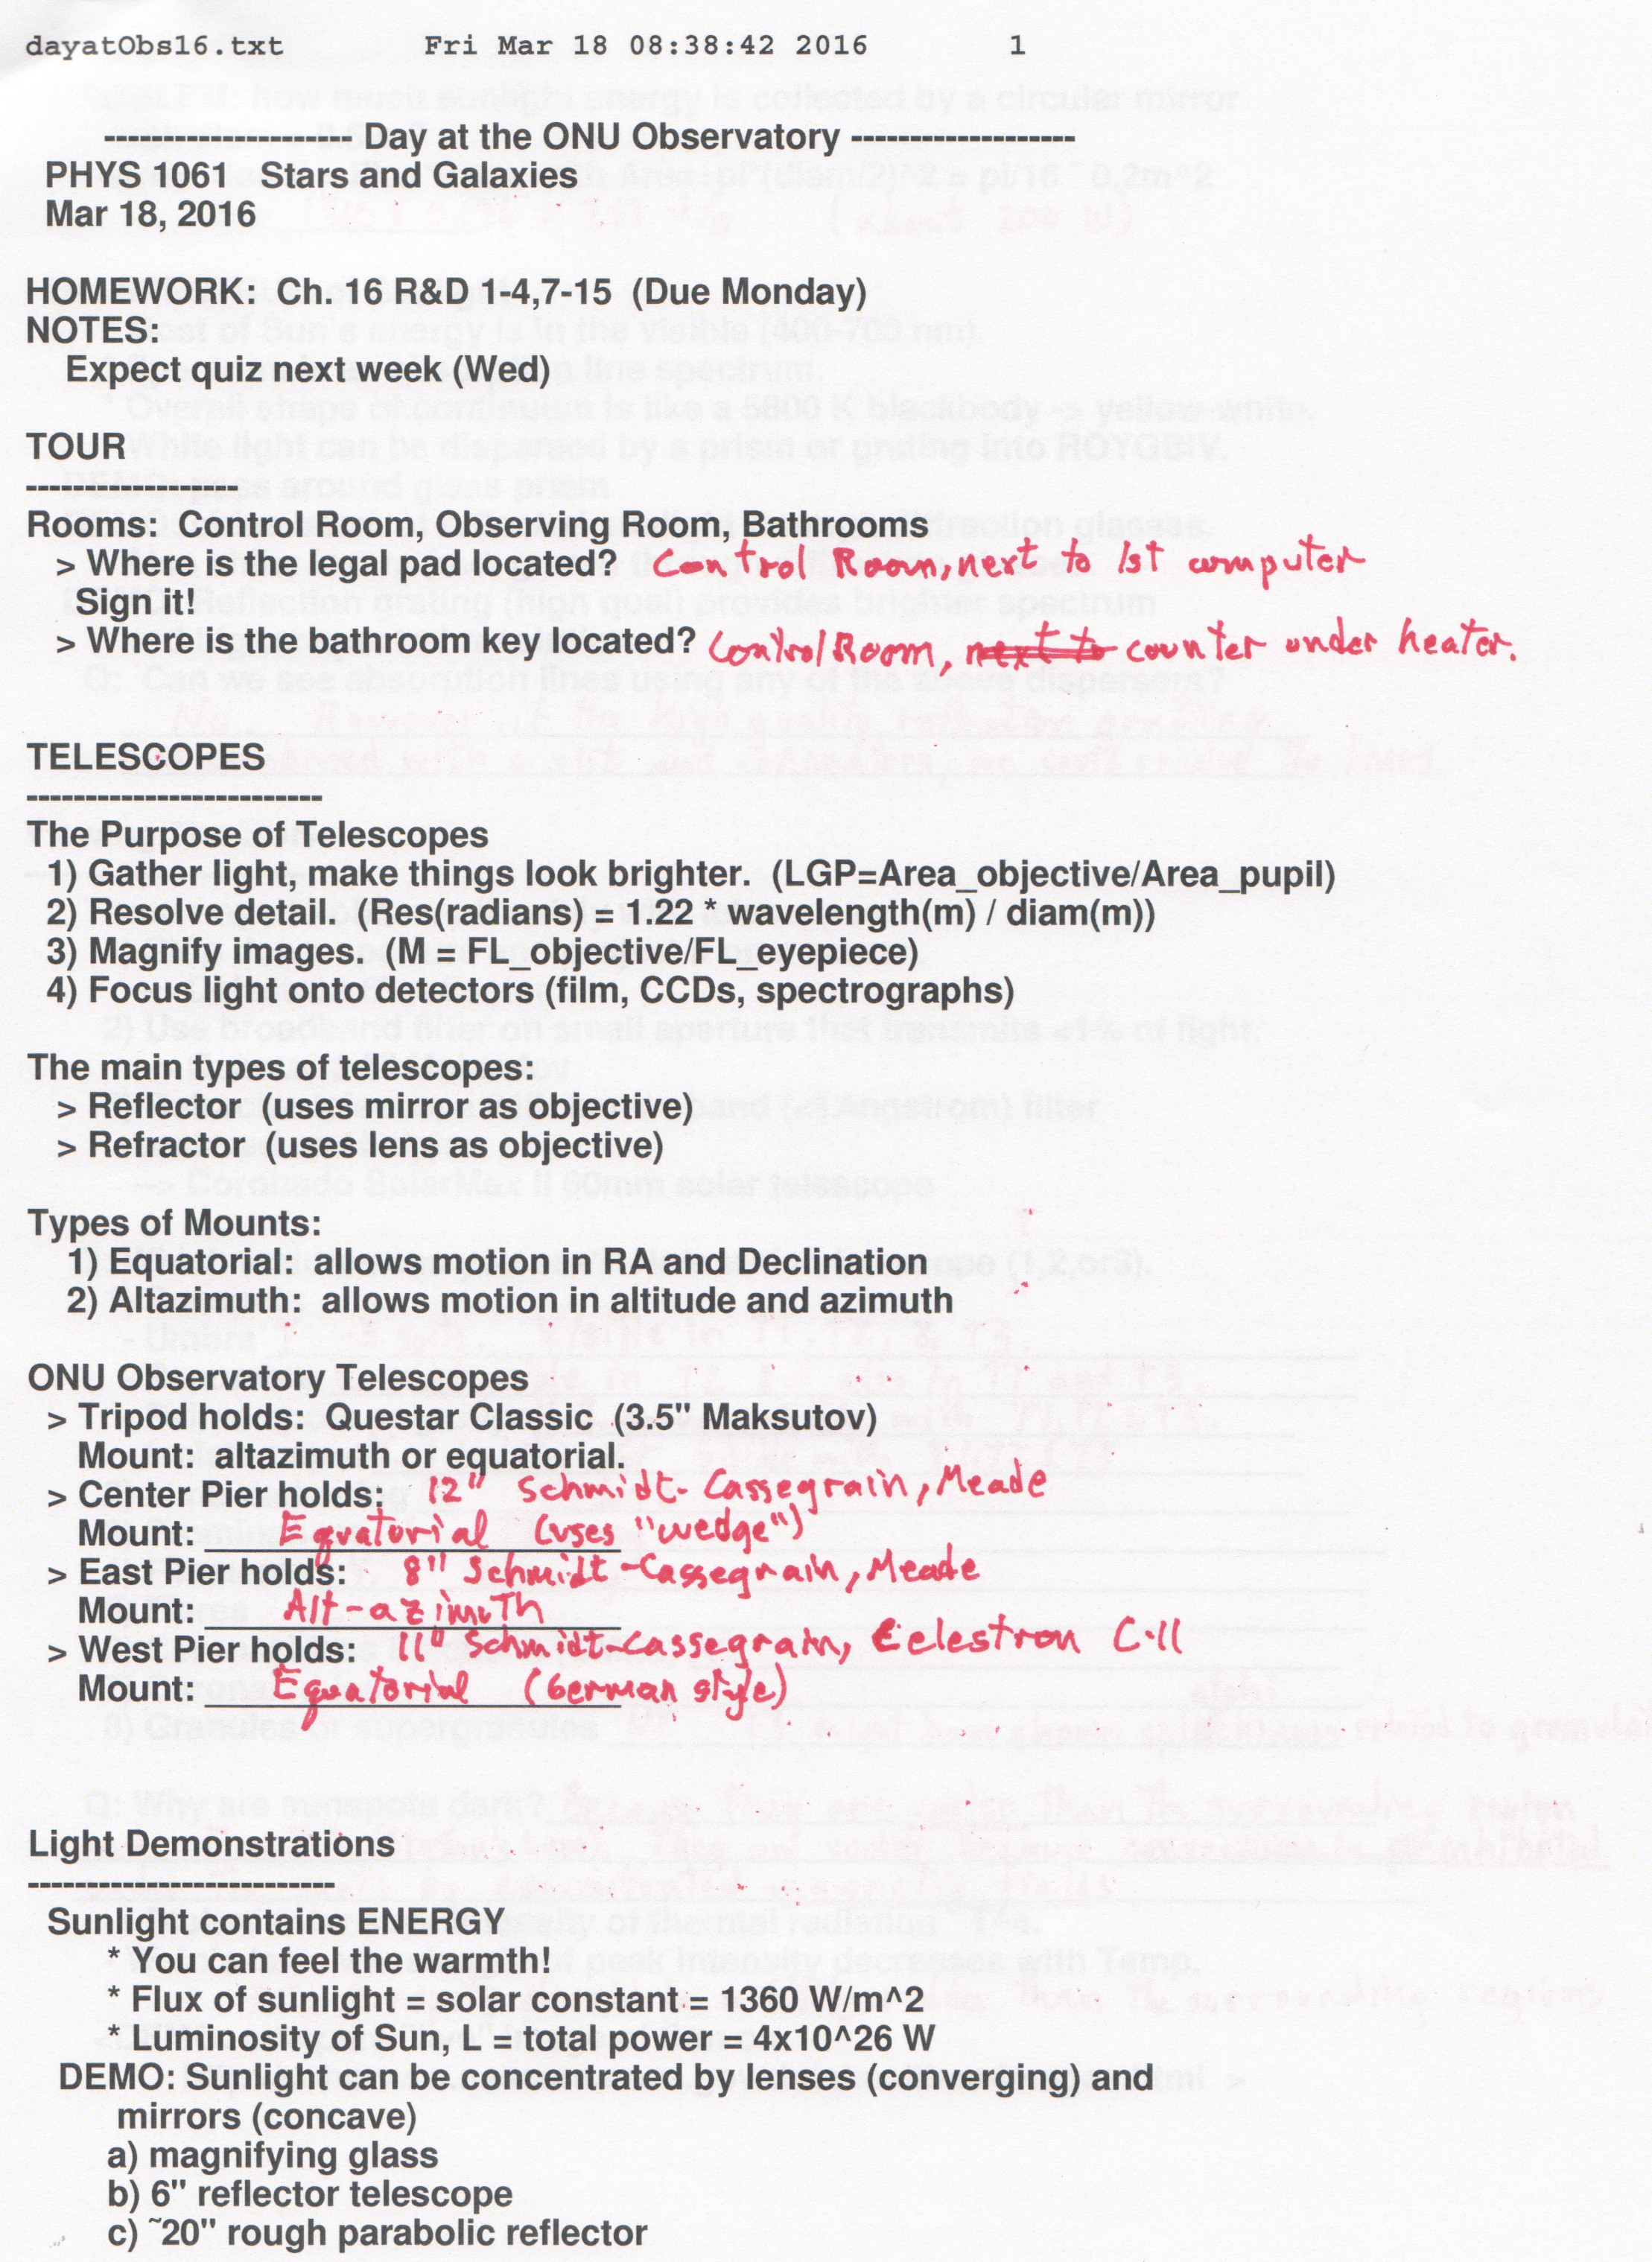 dayatObs16.txt Fri Mar 18 08:38:42 2016 1
------------------- Day at the ONU Observatory -------------------
PHYS 1061 Stars and Galaxies
Mar 18, 2016
HOMEWORK: Ch. 16 R&D 1-4,7-15 (Due Monday)
NOTES:
Expect quiz next week (Wed)
TOUR
------------------
Rooms: Control Room, Observing Room, Bathrooms
> Where is the legal pad located? Control Room, next to 1st computer
Sign it!
> Where is the bathroom key located? Control Room, next to counter under heater.
TELESCOPES
-------------------------
The Purpose of Telescopes
1) Gather light, make things look brighter. (LGP=Area_objective/Area_pupil)
2) Resolve detail. (Res(radians) = 1.22 * wavelength(m) / diam(m))
3) Magnify images. (M = FL_objective/FL_eyepiece)
4) Focus light onto detectors (film, CCDs, spectrographs)
The main types of telescopes:
> Reflector (uses mirror as objective)
> Refractor (uses lens as objective)
Types of Mounts:
1) Equatorial: allows motion in RA and Declination
2) Altazimuth: allows motion in altitude and azimuth
ONU Observatory Telescopes
> Tripod holds: Questar Classic (3.5" Maksutov)
Mount: altazimuth or equatorial.
> Center Pier holds: 12" Schmidt-Cassegrain, Meade
Mount: Equatorial (uses "wedge")
> East Pier holds: 8" Schmidt-Cassegrain, Meade
Mount: Alt-azimuth
> West Pier holds: 11" Schmidt-Cassegrain, Celestron C-11
Mount: Equatorial (German style)
Light Demonstrations
--------------------------
Sunlight contains ENERGY
* You can feel the warmth!
* Flux of sunlight = solar constant = 1360 W/m^2
* Luminosity of Sun, L = total power = 4x10^26 W
DEMO: Sunlight can be concentrated by lenses (converging) and
mirrors (concave)
a) magnifying glass
b) 6" reflector telescope
c) ~20" rough parabolic reflector